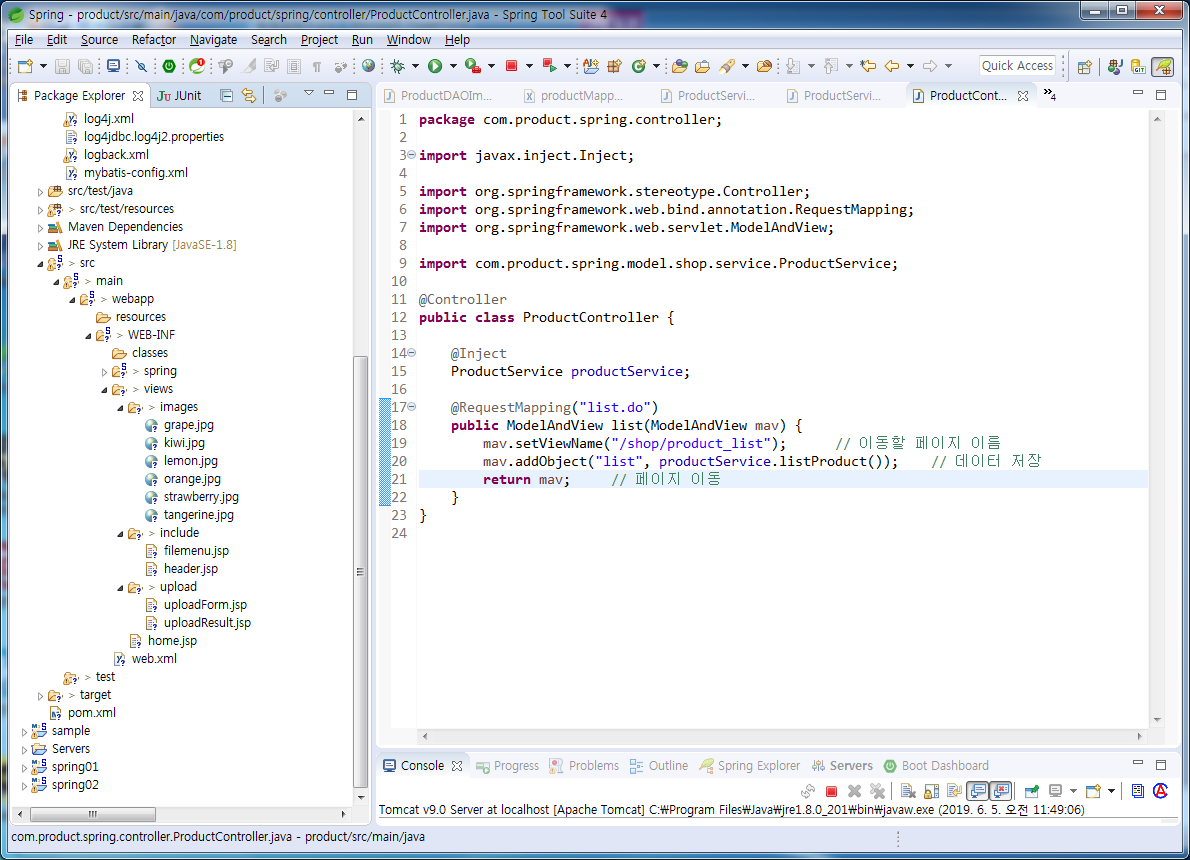 Spring - product/src/main/java/com/product/spring/controller/ProductController.java - Spring Tool Suite 4
File Edit Source Refactor Navigate Search Project Run Window Help
Quick Access
Package Explorer JUnit
log4j.xml
log4jdbc.log4j2.properties
logback.xml
mybatis-config.xml
src/test/java
> src/test/resources
Maven Dependencies
JRE System Library [JavaSE-1.8]
> src
> main
> webapp
resources
> WEB-INF
classes
> spring
> views
> images
grape.jpg
kiwi.jpg
lemon.jpg
orange.jpg
strawberry.jpg
tangerine.jpg
> include
filemenu.jsp
header.jsp
> upload
uploadForm.jsp
uploadResult.jsp
home.jsp
web.xml
> test
> target
pom.xml
sample
Servers
spring01
spring02
ProductDAOIm... productMapp... ProductServi... ProductServi... ProductCont... »4
1 package com.product.spring.controller;
2
3 import javax.inject.Inject;
4
5 import org.springframework.stereotype.Controller;
6 import org.springframework.web.bind.annotation.RequestMapping;
7 import org.springframework.web.servlet.ModelAndView;
8
9 import com.product.spring.model.shop.service.ProductService;
10
11 @Controller
12 public class ProductController {
13
14 @Inject
15 ProductService productService;
16
17 @RequestMapping("list.do")
18 public ModelAndView list(ModelAndView mav) {
19 mav.setViewName("/shop/product_list"); // 이동할 페이지 이름
20 mav.addObject("list", productService.listProduct()); // 데이터 저장
21 return mav; // 페이지 이동
22 }
23 }
24
Console Progress Problems Outline Spring Explorer Servers Boot Dashboard
Tomcat v9.0 Server at localhost [Apache Tomcat] C:₩Program Files₩Java₩jre1.8.0_201₩bin₩javaw.exe (2019. 6. 5. 오전 11:49:06)
com.product.spring.controller.ProductController.java - product/src/main/java